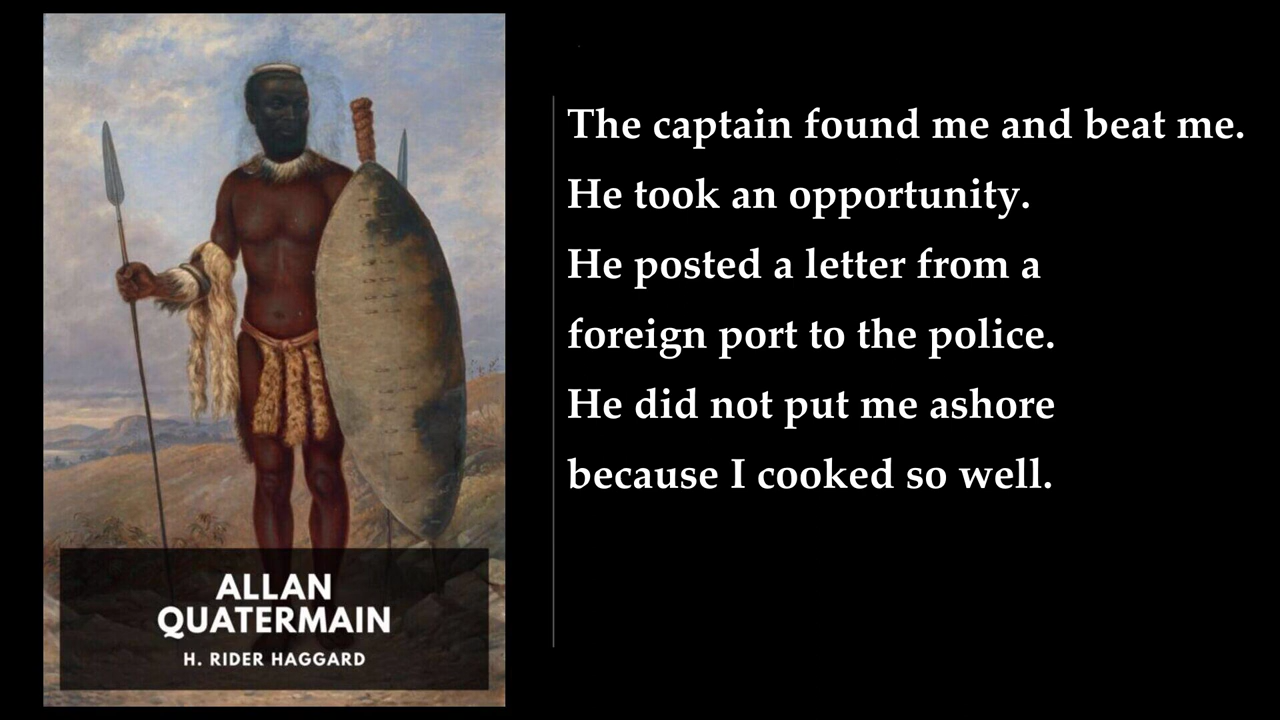 ALLAN
QUATERMAIN
H. RIDER HAGGARD
The captain found me and beat me.
He took an opportunity.
He posted a letter from a
foreign port to the police.
He did not put me ashore
because I cooked so well.